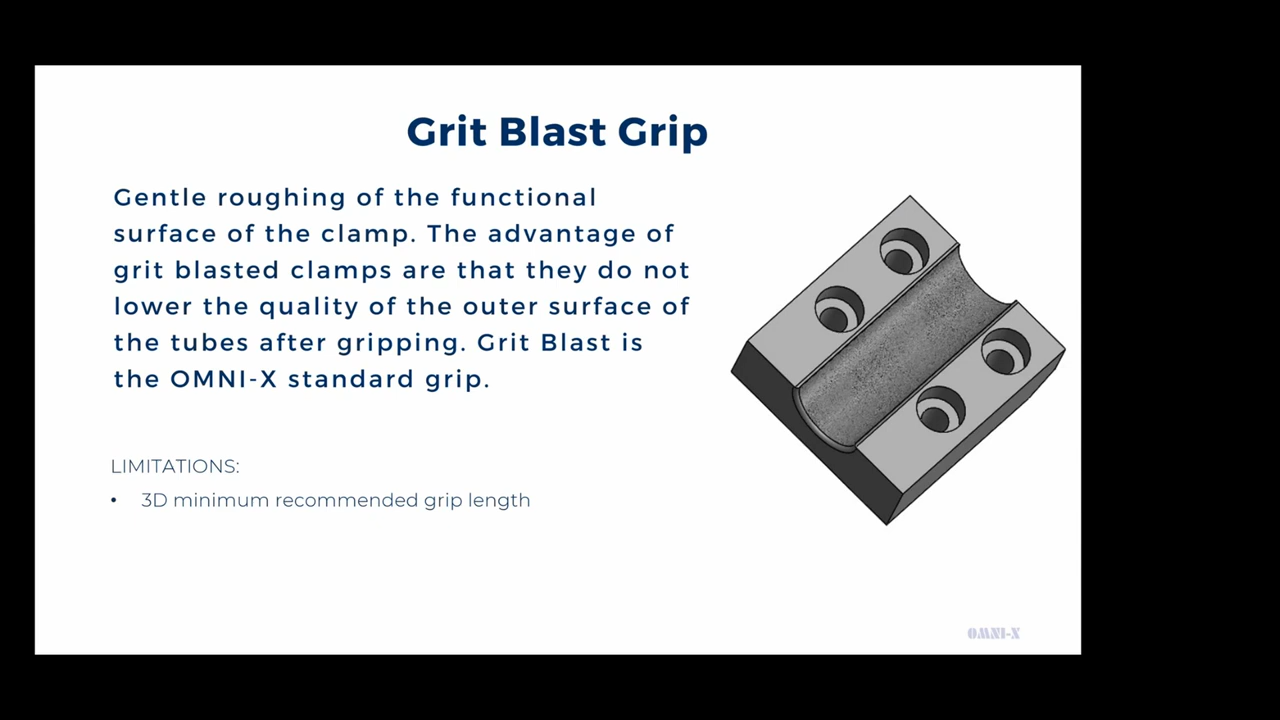 Grit Blast Grip
Gentle roughing of the functional
surface of the clamp. The advantage of
grit blasted clamps are that they do not
lower the quality of the outer surface of
the tubes after gripping. Grit Blast is
the OMNI-X standard grip.
LIMITATIONS:
• 3D minimum recommended grip length
OMNI-X